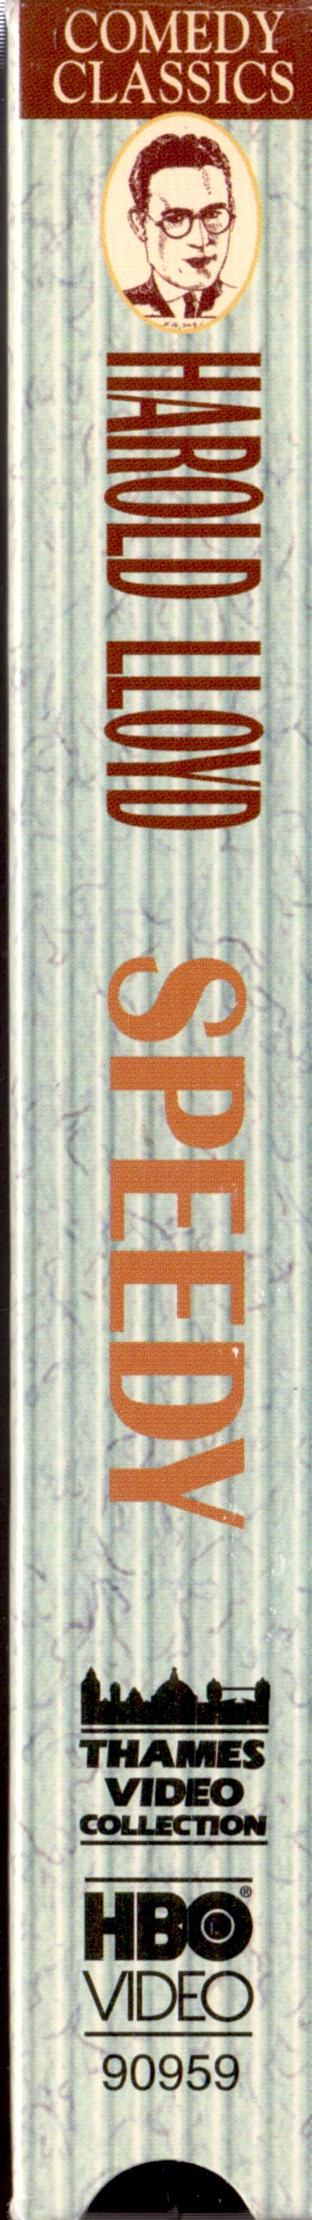 COMEDY
CLASSICS
HAROLD LLOYD
SPEEDY
THAMES
VIDEO
COLLECTION
HBO®
VIDEO
90959